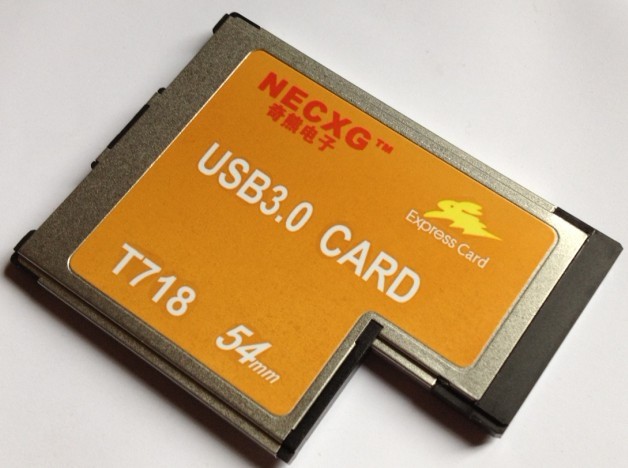 NECXG™
奇熊电子
USB3.0 CARD
Express Card
T718
54mm